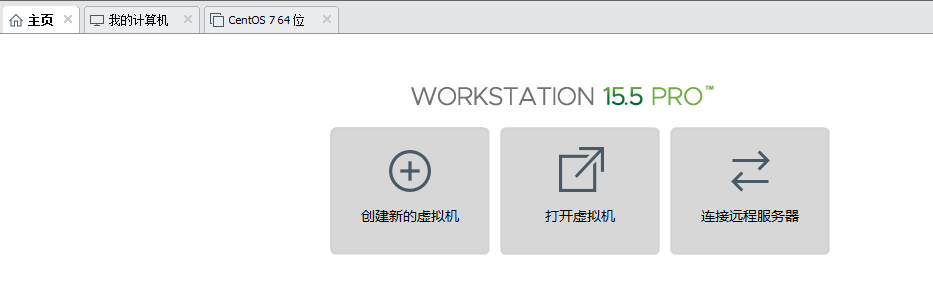 主页 我的计算机 CentOS 7 64 位
WORKSTATION 15.5 PRO™
创建新的虚拟机 打开虚拟机 连接远程服务器